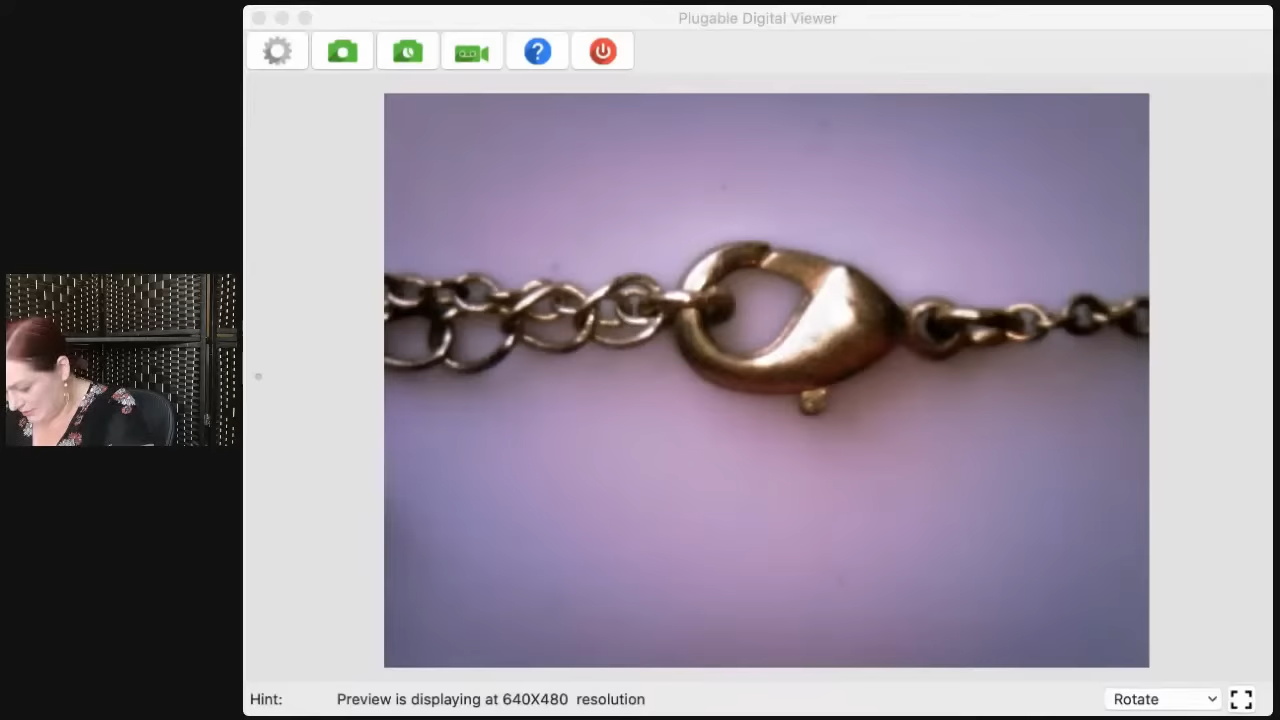 Plugable Digital Viewer
?
Hint: Preview is displaying at 640X480 resolution Rotate